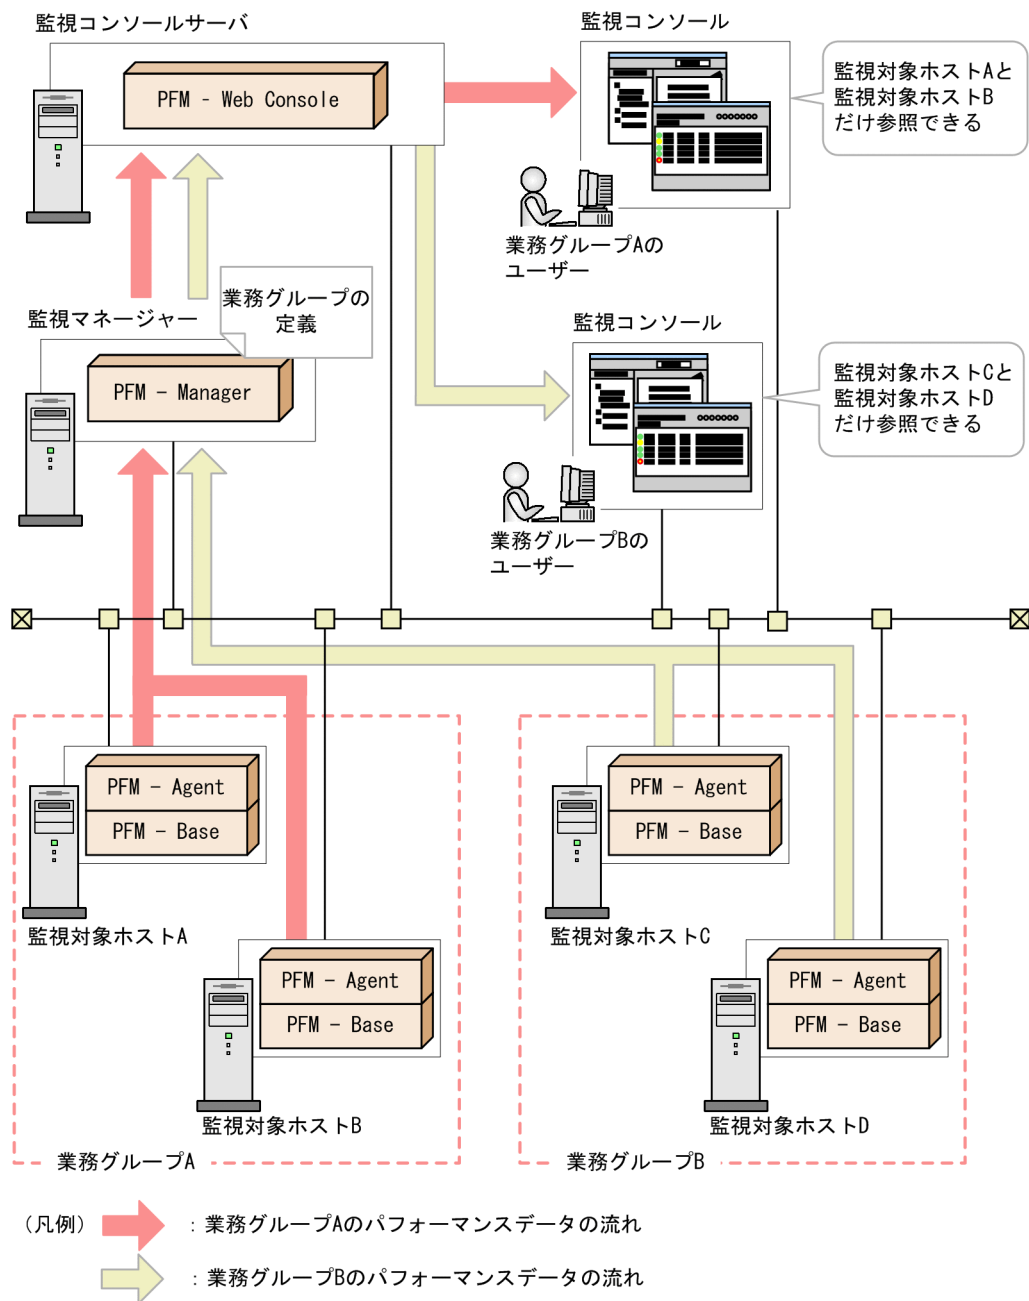 監視コンソールサーバ
PFM - Web Console
監視コンソール
監視対象ホストAと
監視対象ホストB
だけ参照できる
業務グループAの
ユーザー
業務グループの
定義
監視マネージャー
PFM - Manager
監視コンソール
監視対象ホストCと
監視対象ホストD
だけ参照できる
業務グループBの
ユーザー
PFM - Agent
PFM - Base
監視対象ホストA
PFM - Agent
PFM - Base
監視対象ホストB
業務グループA
PFM - Agent
PFM - Base
監視対象ホストC
PFM - Agent
PFM - Base
監視対象ホストD
業務グループB
(凡例)
：業務グループAのパフォーマンスデータの流れ
：業務グループBのパフォーマンスデータの流れ